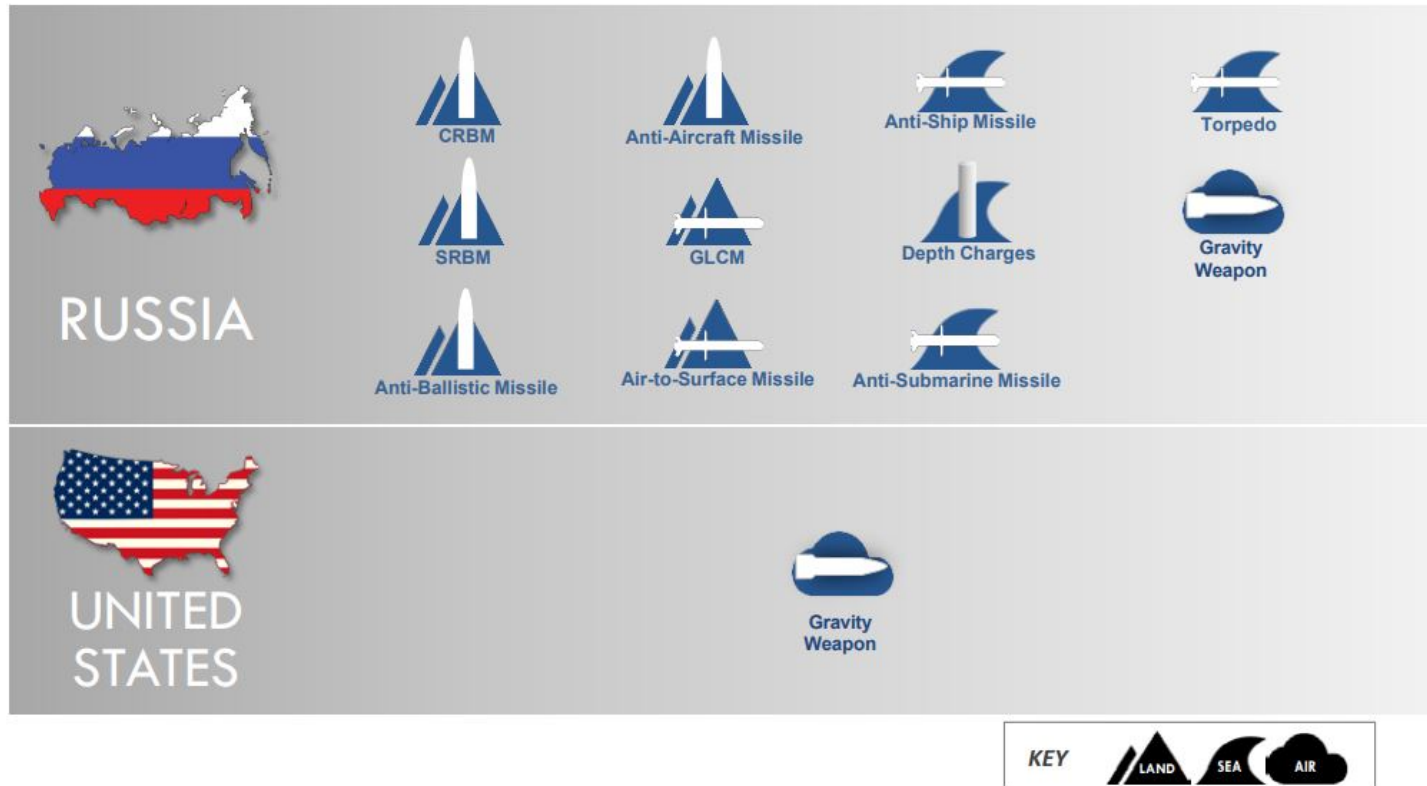 CRBM
Anti-Aircraft Missile
Anti-Ship Missile
Torpedo
SRBM
GLCM
Depth Charges
Gravity
Weapon
RUSSIA
Anti-Ballistic Missile
Air-to-Surface Missile
Anti-Submarine Missile
UNITED
STATES
Gravity
Weapon
KEY
LAND
SEA
AIR